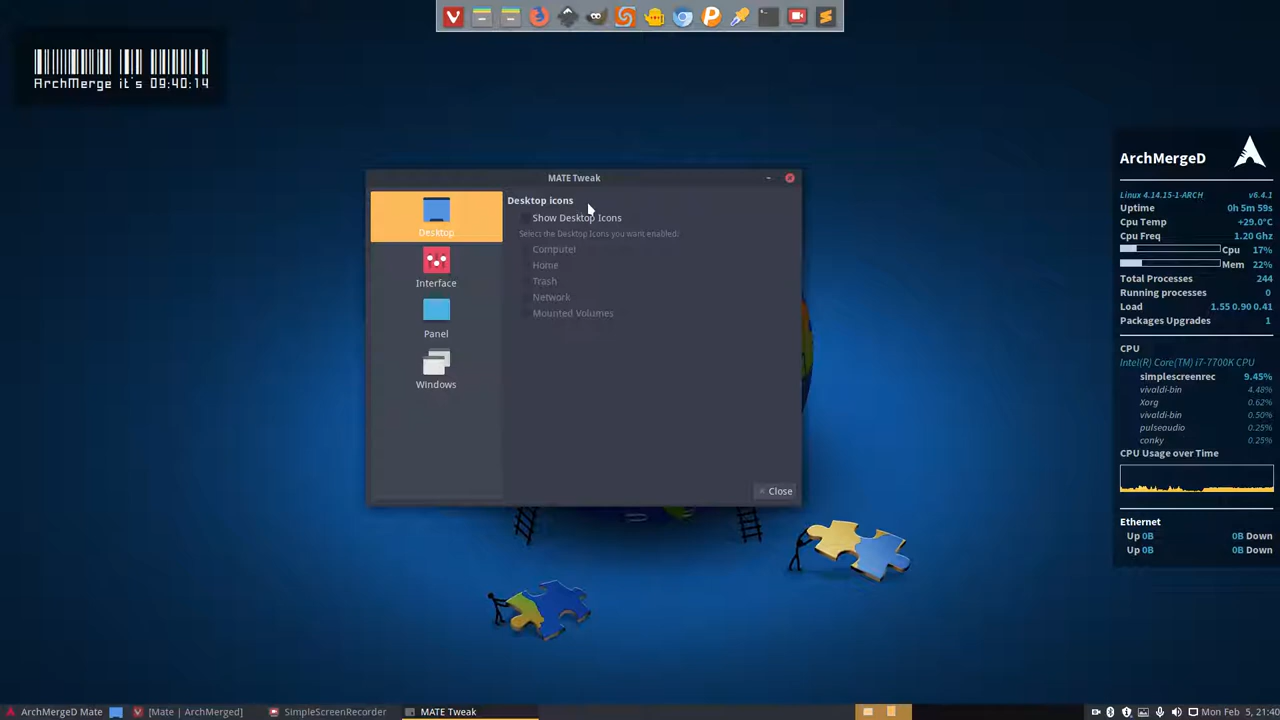 ArchMerge it's 09:40:14
MATE Tweak
Desktop
Interface
Panel
Windows
Desktop icons
Show Desktop Icons
Select the Desktop Icons you want enabled:
Computer
Home
Trash
Network
Mounted Volumes
Close
ArchMergeD
Linux 4.14.15-1-ARCH v6.4.1
Uptime 0h 5m 59s
Cpu Temp +29.0°C
Cpu Freq 1.20 Ghz
Cpu 17%
Mem 22%
Total Processes 244
Running processes 0
Load 1.55 0.90 0.41
Packages Upgrades 1
CPU
Intel(R) Core(TM) i7-7700K CPU
simplescreenrec 9.45%
vivaldi-bin 4.48%
Xorg 0.62%
vivaldi-bin 0.50%
pulseaudio 0.25%
conky 0.25%
CPU Usage over Time
Ethernet
Up 0B 0B Down
Up 0B 0B Down
ArchMergeD Mate [Mate | ArchMerged] SimpleScreenRecorder MATE Tweak Mon Feb 5, 21:40